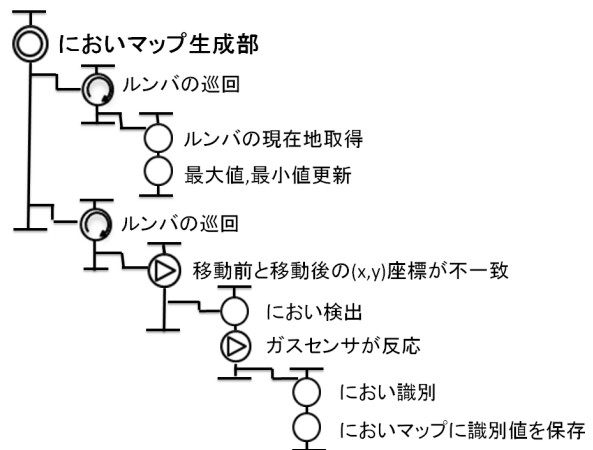 においマップ生成部
ルンバの巡回
ルンバの現在地取得
最大値,最小値更新
ルンバの巡回
移動前と移動後の(x,y)座標が不一致
におい検出
ガスセンサが反応
におい識別
においマップに識別値を保存